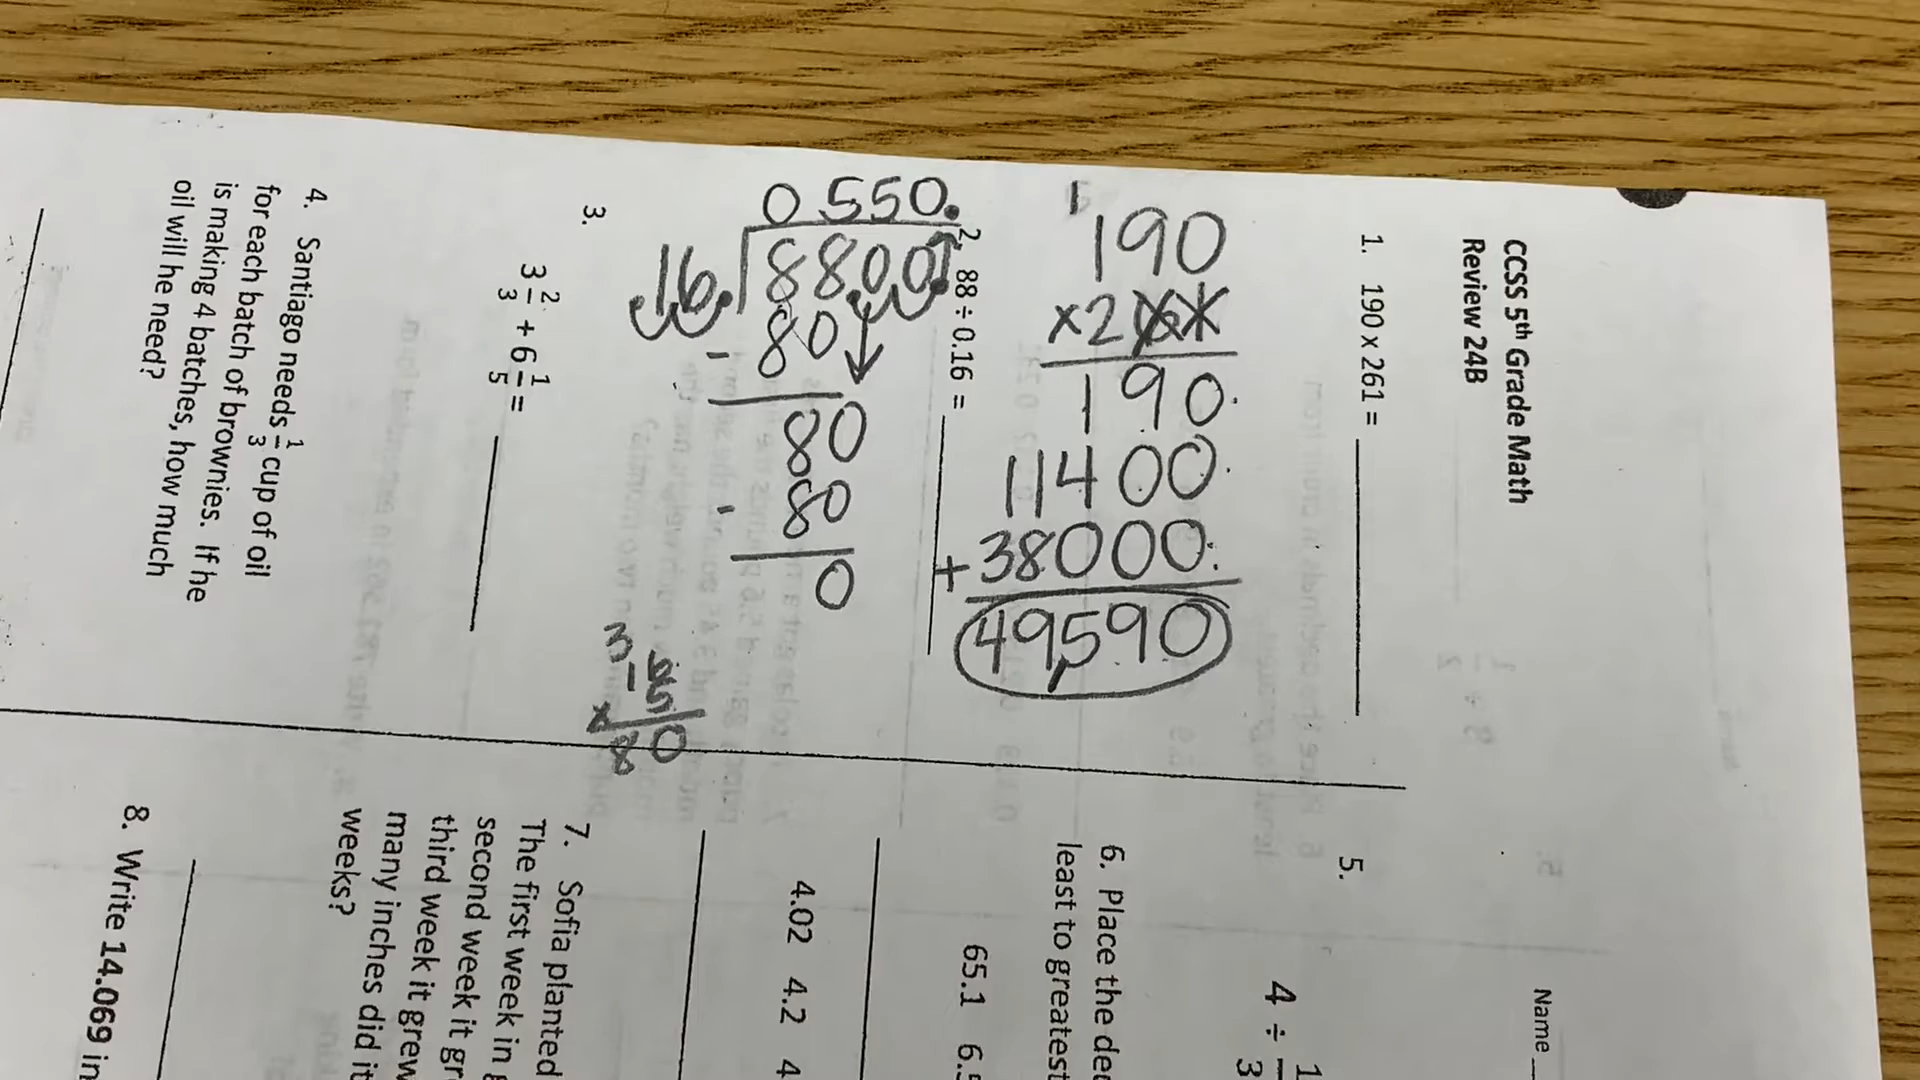 CCSS 5th Grade Math
Review 24B
Name
1. 190 x 261 =
1
190
x261
190
11400
+38000
49,590
2. 88 ÷ 0.16 =
0550.
16.
8800.
- 80
80
- 80
0
3. 3 2/3 + 6 1/5 =
4. Santiago needs 1/3 cup of oil
for each batch of brownies. If he
is making 4 batches, how much
oil will he need?
5. 4 ÷ 1/3
6. Place the de
least to greatest
65.1 6.5
4.02 4.2 4
7. Sofia planted
The first week in
second week it gr
third week it grew
many inches did it
weeks?
8. Write 14.069 in